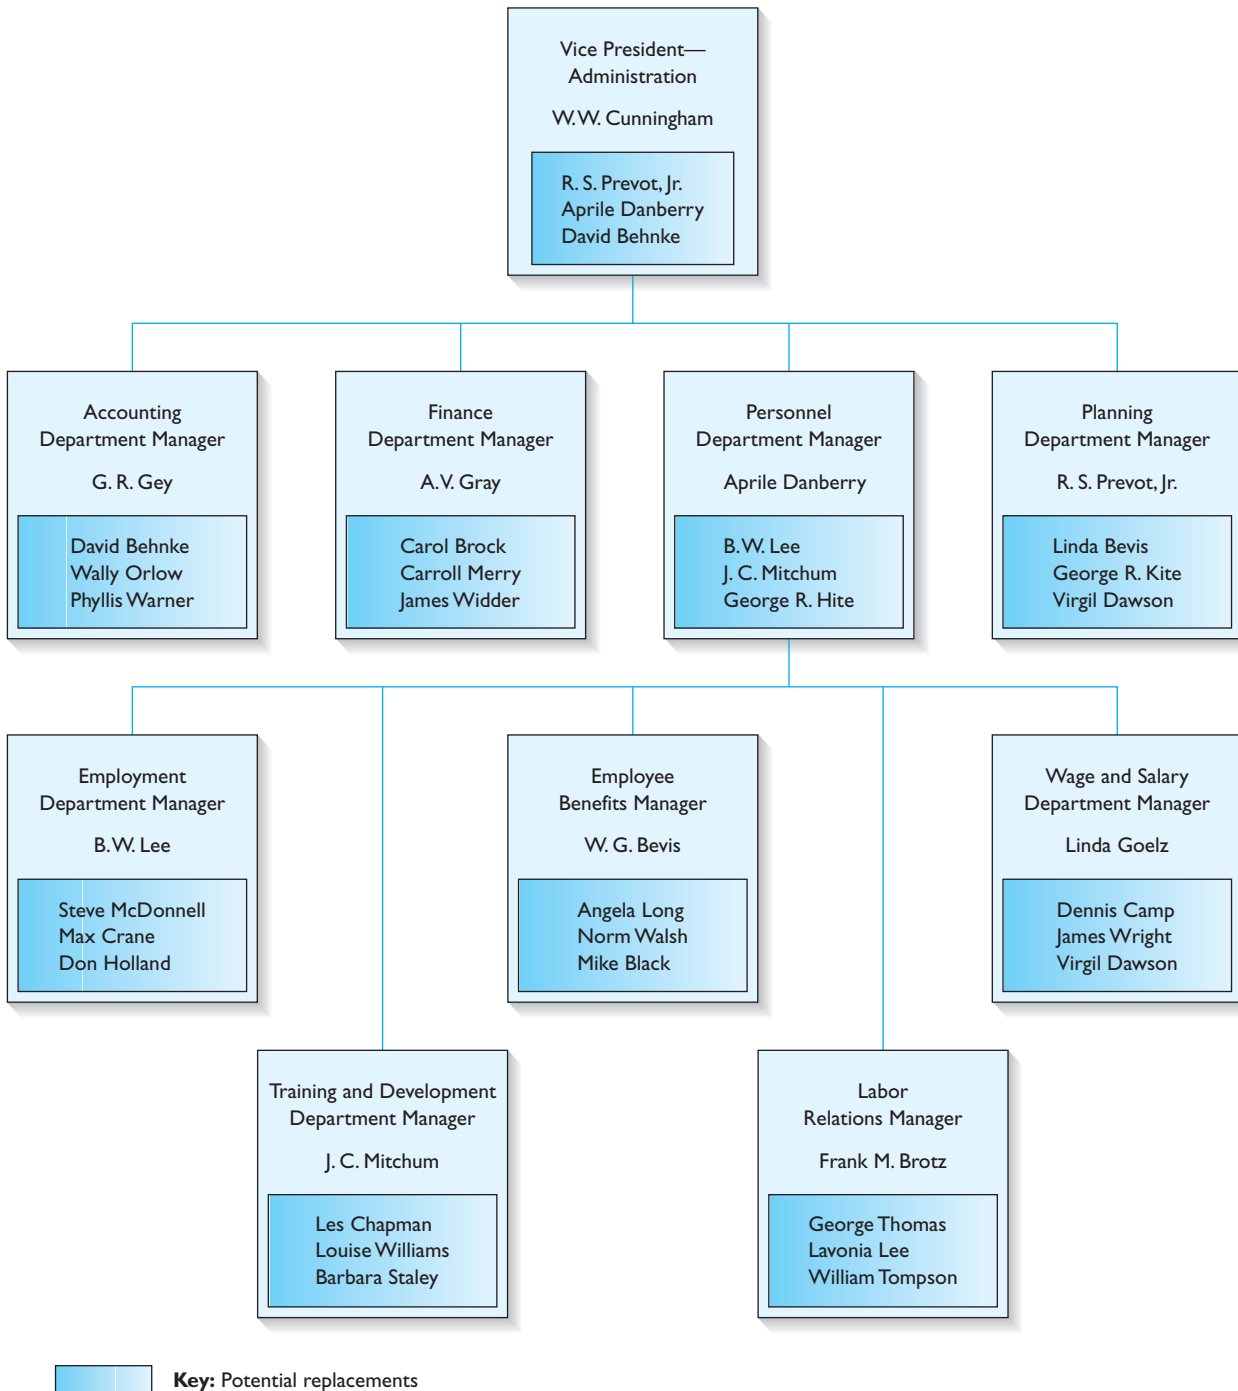 Vice President—
Administration
W. W. Cunningham
R. S. Prevot, Jr.
Aprile Danberry
David Behnke
Accounting
Department Manager
G. R. Gey
David Behnke
Wally Orlow
Phyllis Warner
Finance
Department Manager
A. V. Gray
Carol Brock
Carroll Merry
James Widder
Personnel
Department Manager
Aprile Danberry
B. W. Lee
J. C. Mitchum
George R. Hite
Planning
Department Manager
R. S. Prevot, Jr.
Linda Bevis
George R. Kite
Virgil Dawson
Employment
Department Manager
B. W. Lee
Steve McDonnell
Max Crane
Don Holland
Employee
Benefits Manager
W. G. Bevis
Angela Long
Norm Walsh
Mike Black
Wage and Salary
Department Manager
Linda Goelz
Dennis Camp
James Wright
Virgil Dawson
Training and Development
Department Manager
J. C. Mitchum
Les Chapman
Louise Williams
Barbara Staley
Labor
Relations Manager
Frank M. Brotz
George Thomas
Lavonia Lee
William Tompson
Key: Potential replacements